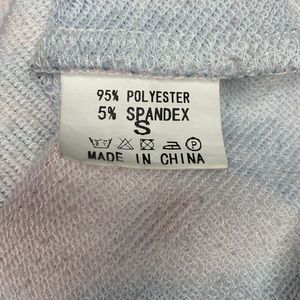 95% POLYESTER
5% SPANDEX
S
MADE IN CHINA